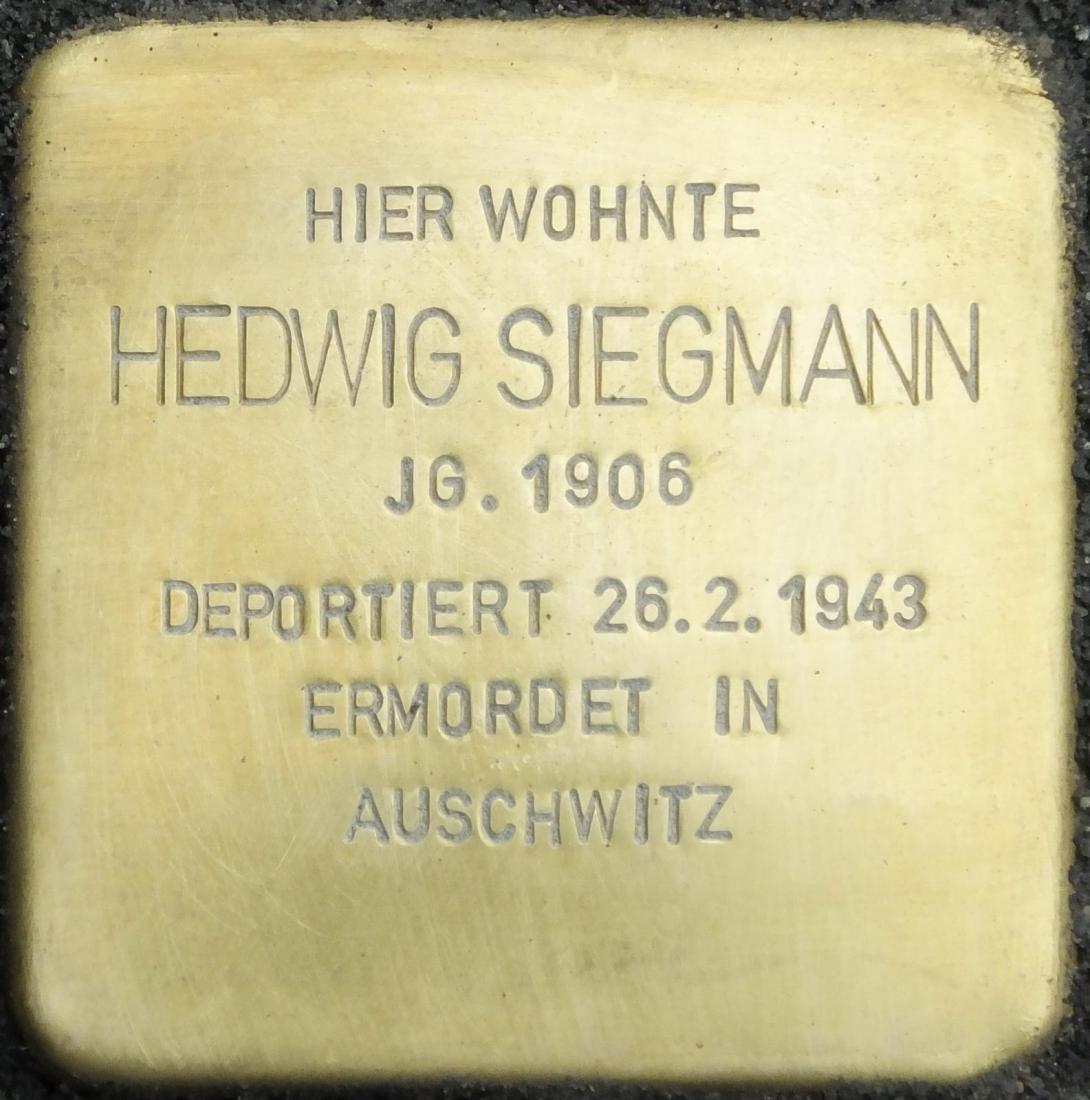 HIER WOHNTE
HEDWIG SIEGMANN
JG. 1906
DEPORTIERT 26.2.1943
ERMORDET IN
AUSCHWITZ